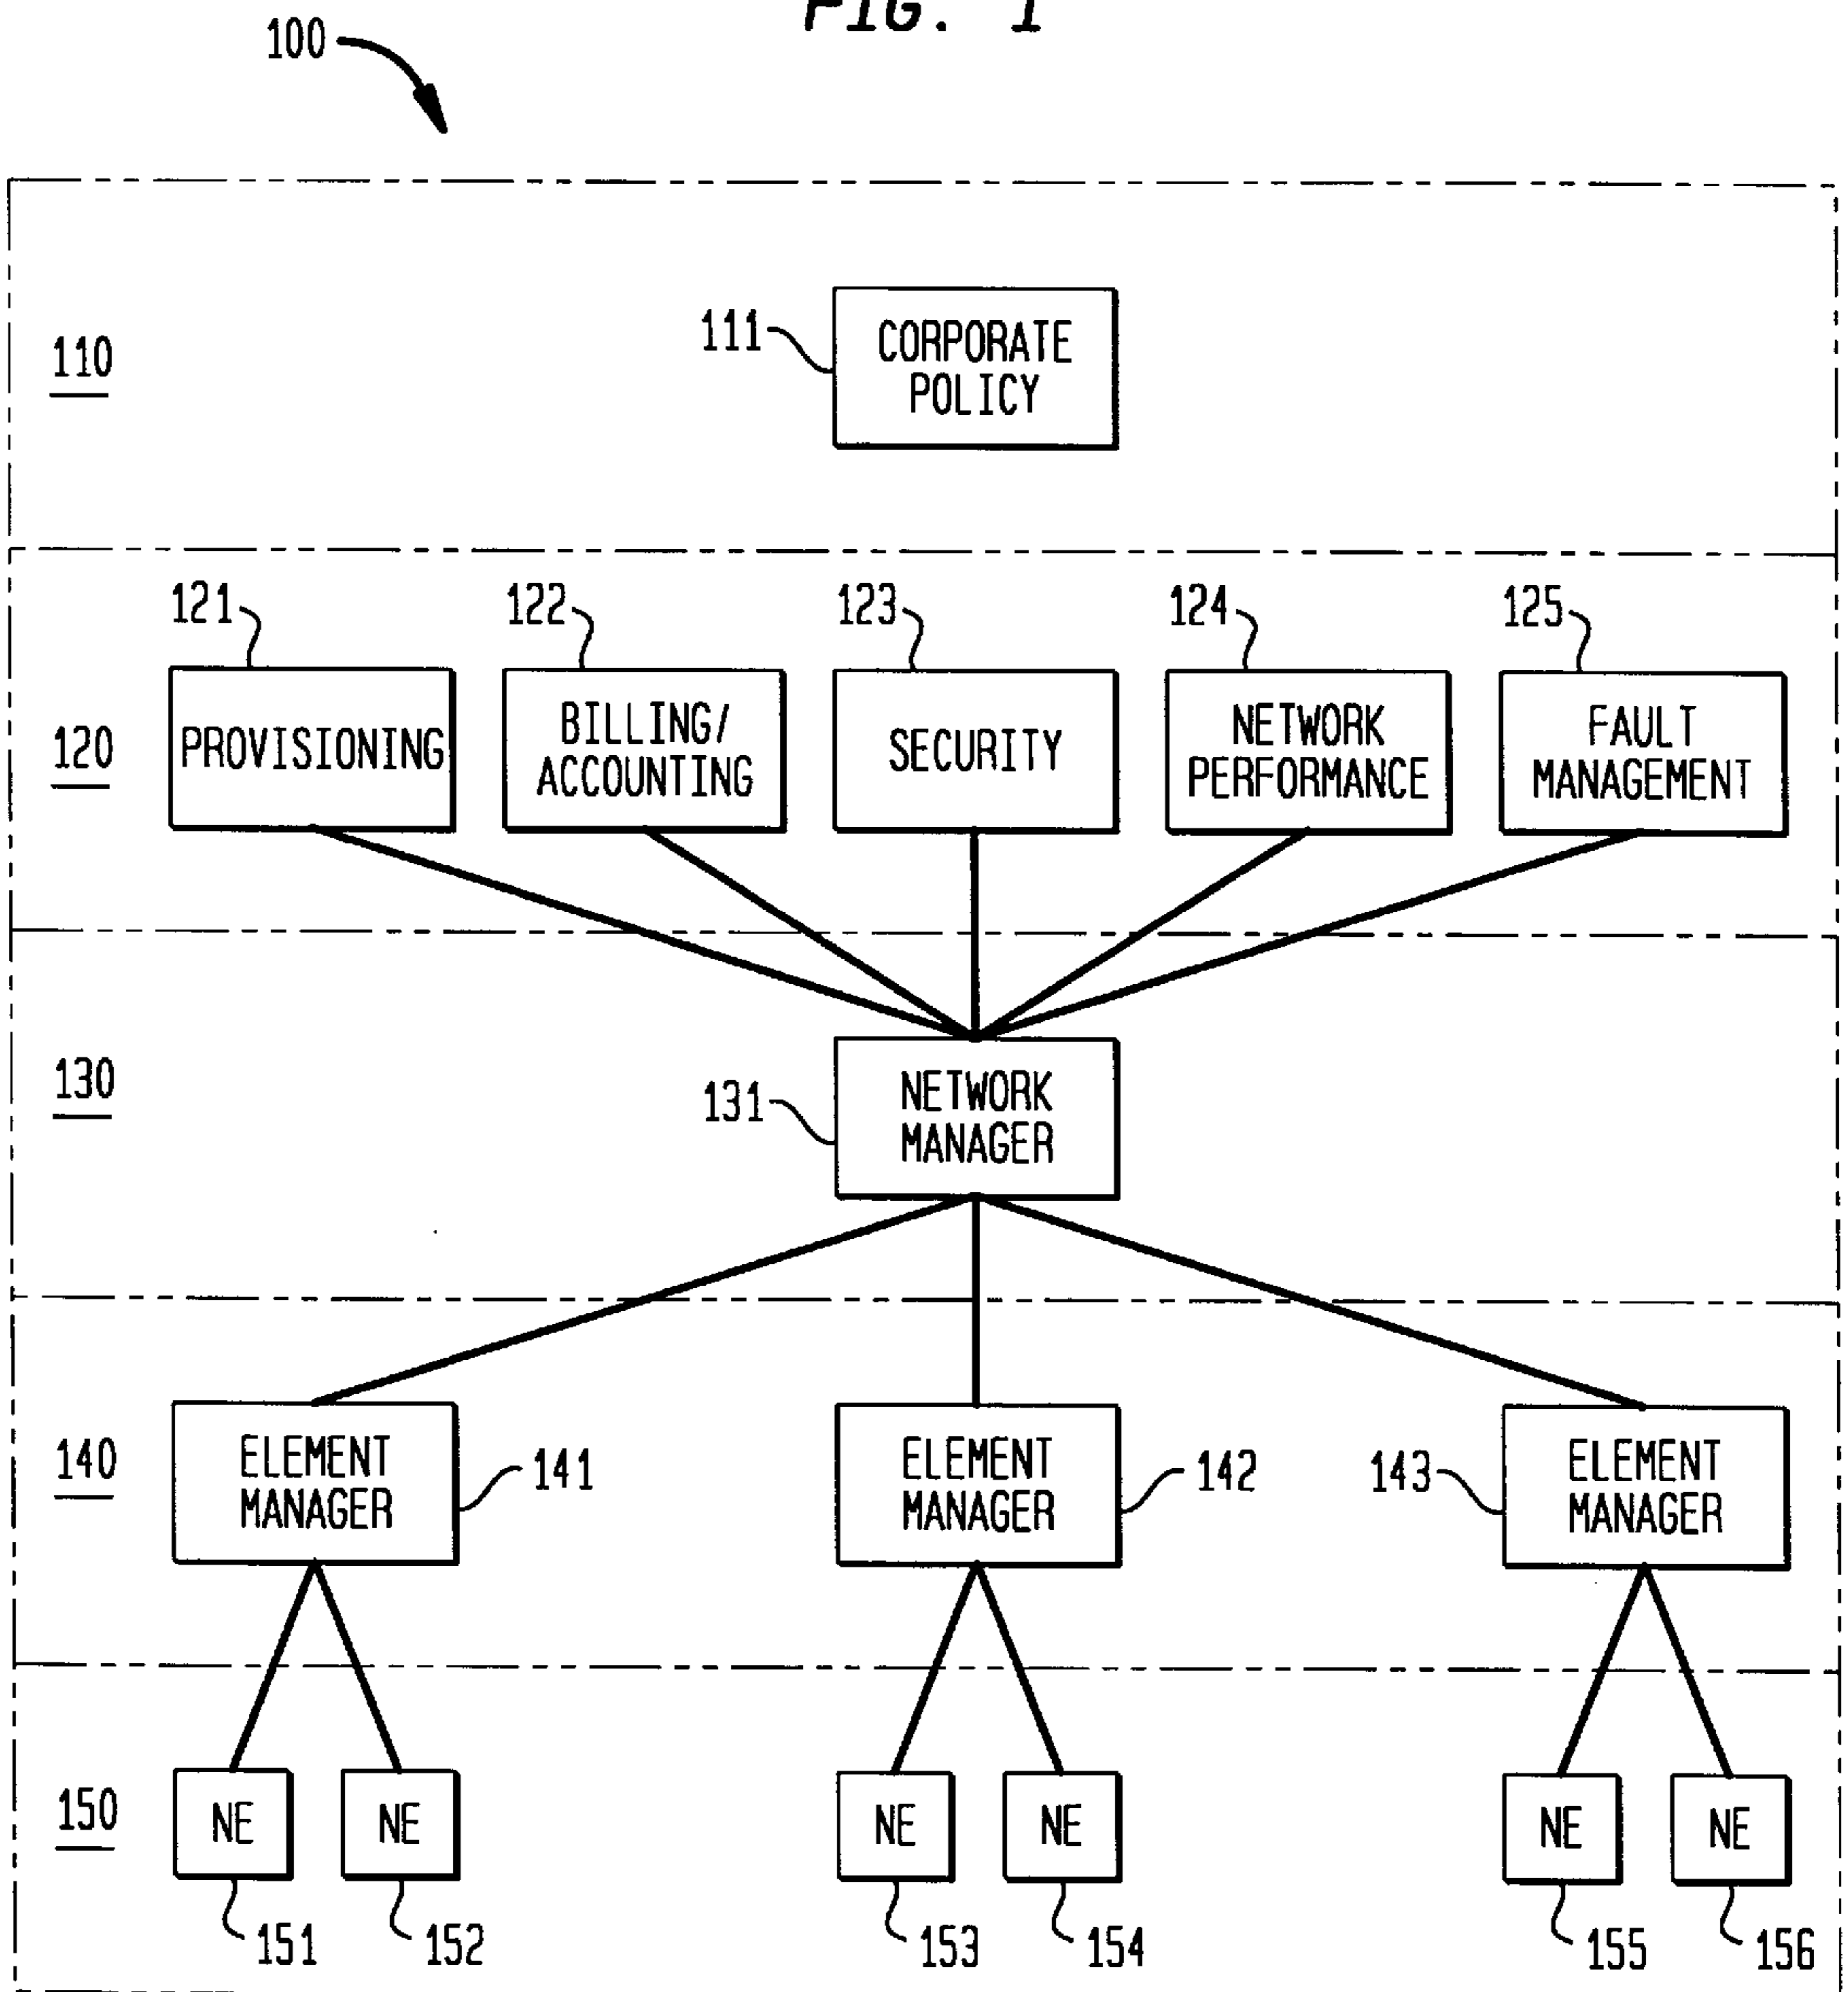 FIG. 1
100
110
111
CORPORATE
POLICY
121
122
123
124
125
120
PROVISIONING
BILLING/
ACCOUNTING
SECURITY
NETWORK
PERFORMANCE
FAULT
MANAGEMENT
130
131
NETWORK
MANAGER
140
ELEMENT
MANAGER
141
ELEMENT
MANAGER
142
143
ELEMENT
MANAGER
150
NE
NE
NE
NE
NE
NE
151
152
153
154
155
156